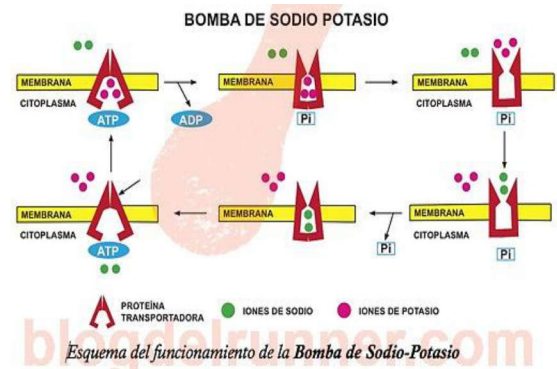 BOMBA DE SODIO POTASIO
MEMBRANA
CITOPLASMA
ATP
ADP
MEMBRANA
Pi
MEMBRANA
CITOPLASMA
Pi
MEMBRANA
CITOPLASMA
ATP
MEMBRANA
Pi
MEMBRANA
CITOPLASMA
Pi
PROTEÍNA
TRANSPORTADORA
IONES DE SODIO
IONES DE POTASIO
blogdelrunner.com
Esquema del funcionamiento de la Bomba de Sodio-Potasio